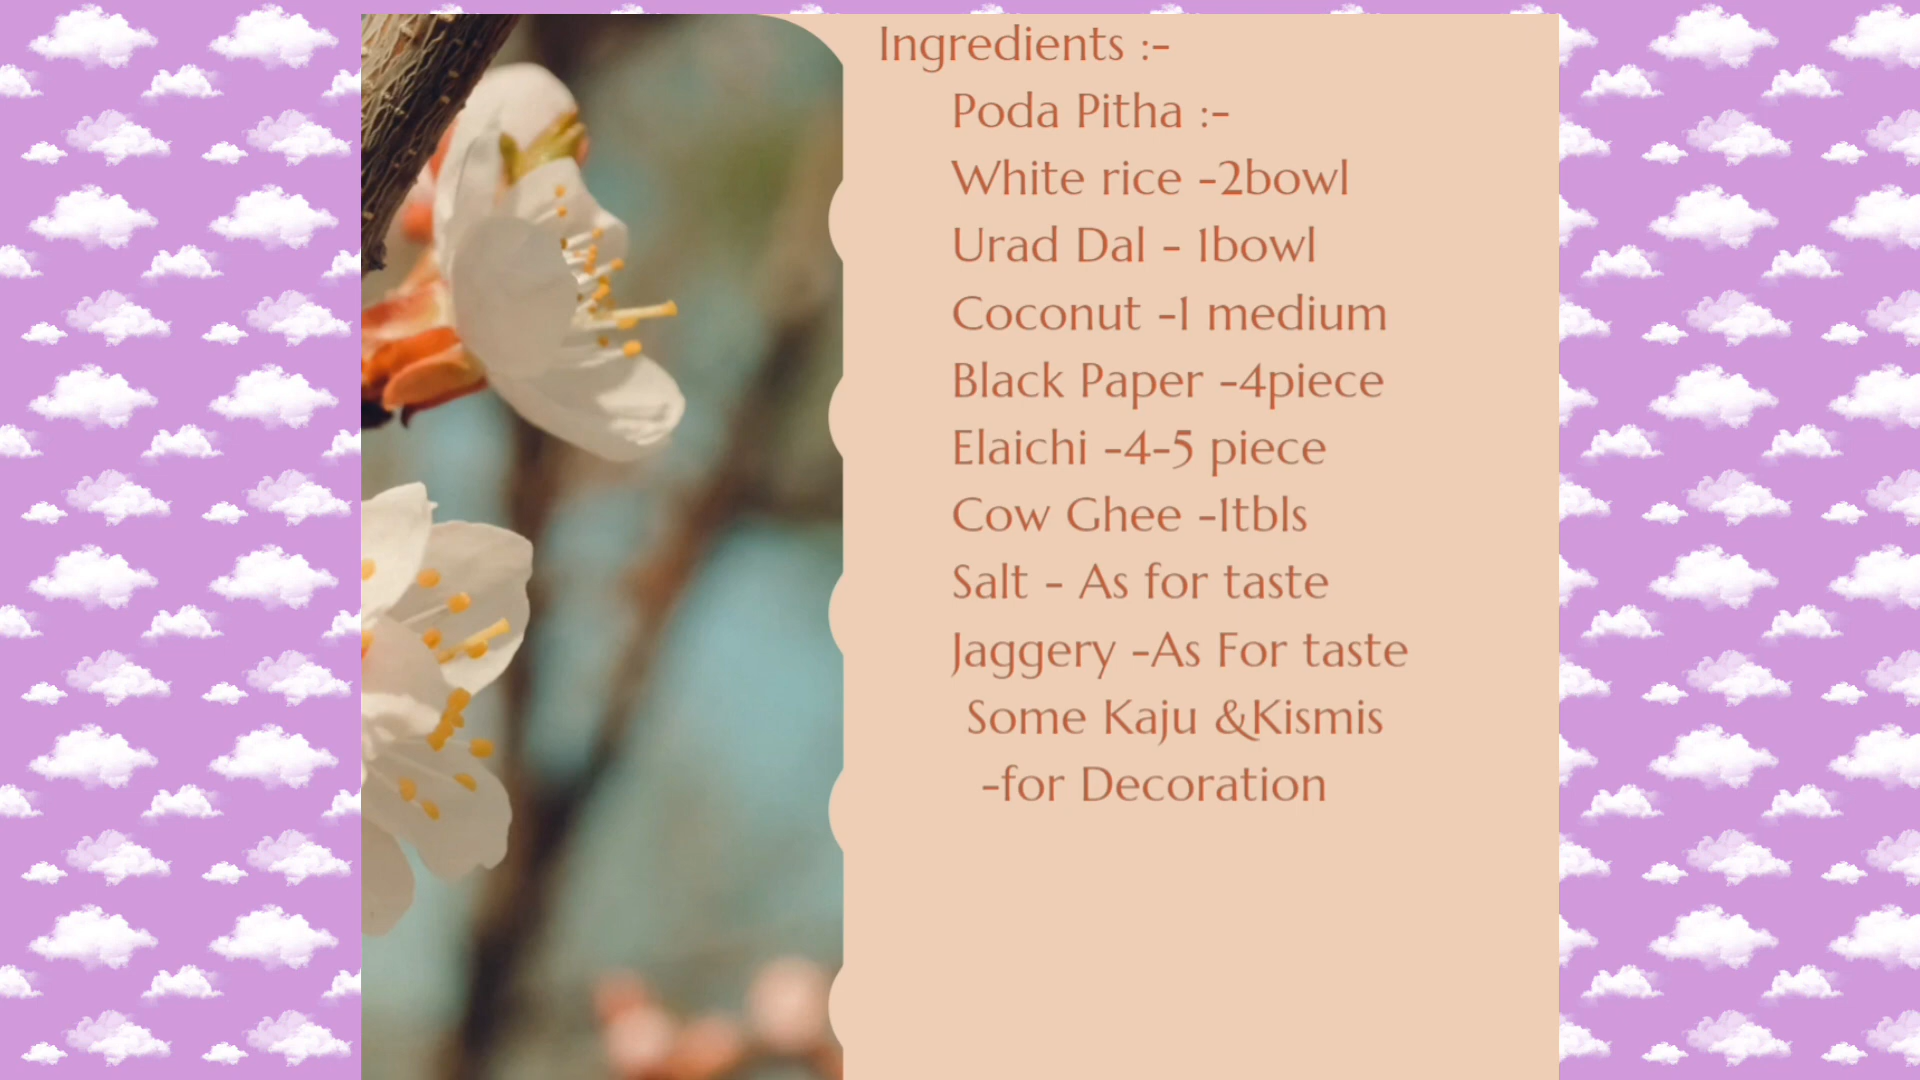 Ingredients :-
Poda Pitha :-
White rice -2bowl
Urad Dal - 1bowl
Coconut -1 medium
Black Paper -4piece
Elaichi -4-5 piece
Cow Ghee -1tbls
Salt - As for taste
Jaggery -As For taste
Some Kaju &Kismis
-for Decoration